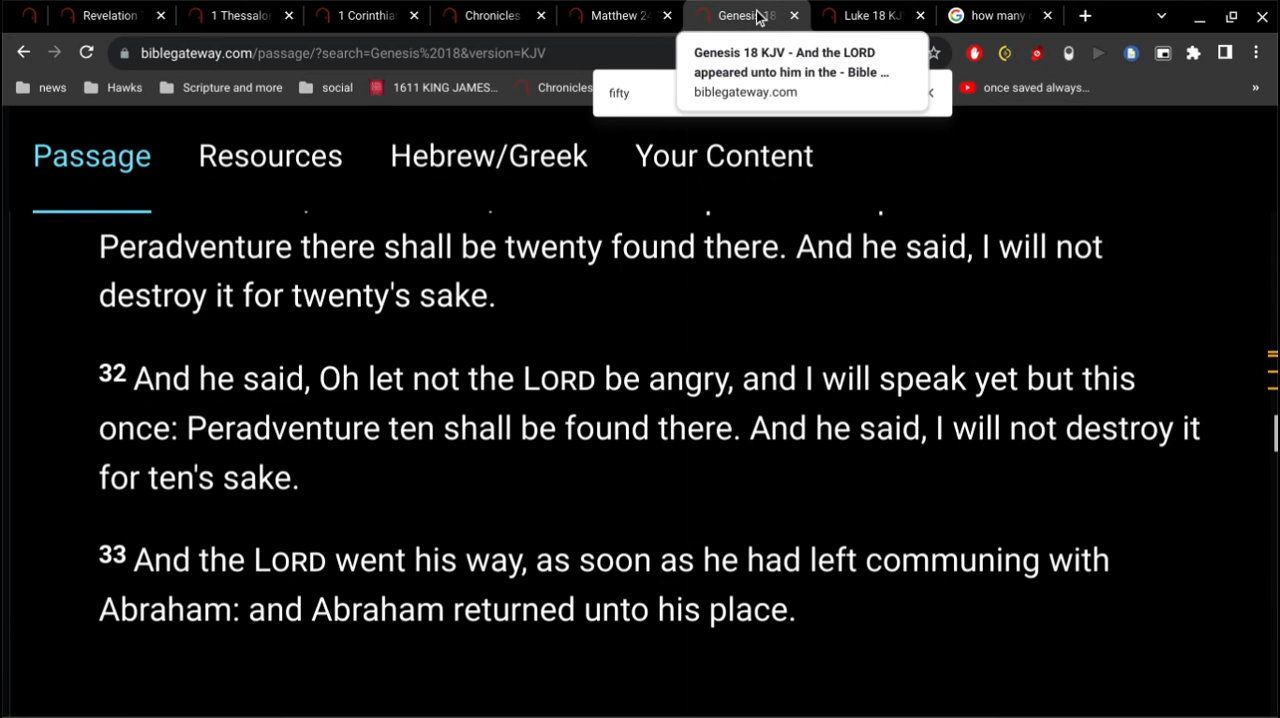 Revelation
1 Thessalo
1 Corinthia
Chronicles
Matthew 2
Genesis 18
Luke 18 KJ
how many
biblegateway.com/passage/?search=Genesis%2018&version=KJV
Genesis 18 KJV - And the LORD
appeared unto him in the - Bible ...
biblegateway.com
news
Hawks
Scripture and more
social
1611 KING JAMES...
Chronicles
fifty
once saved always...
»
Passage
Resources
Hebrew/Greek
Your Content
Peradventure there shall be twenty found there. And he said, I will not
destroy it for twenty's sake.
32 And he said, Oh let not the LORD be angry, and I will speak yet but this
once: Peradventure ten shall be found there. And he said, I will not destroy it
for ten's sake.
33 And the LORD went his way, as soon as he had left communing with
Abraham: and Abraham returned unto his place.